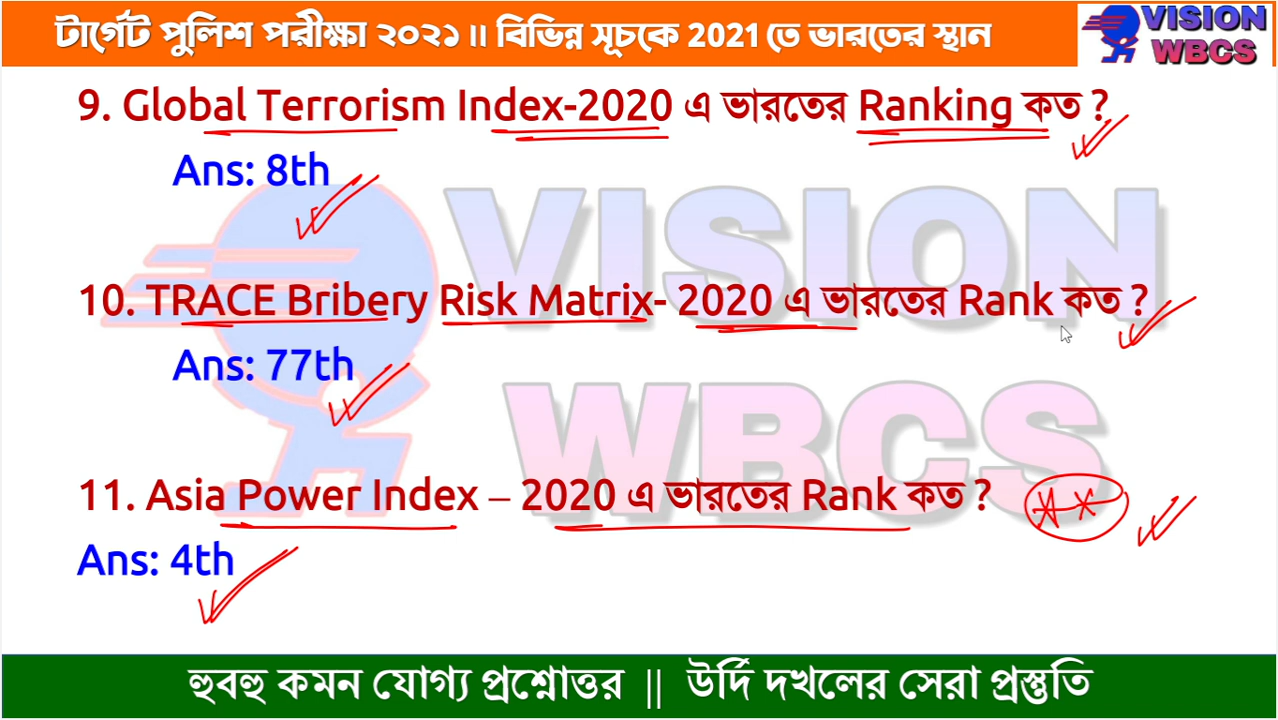 টার্গেট পুলিশ পরীক্ষা ২০২১ ॥ বিভিন্ন সূচকে 2021 তে ভারতের স্থান
VISION
WBCS
9. Global Terrorism Index-2020 এ ভারতের Ranking কত ?
Ans: 8th
10. TRACE Bribery Risk Matrix- 2020 এ ভারতের Rank কত ?
Ans: 77th
11. Asia Power Index – 2020 এ ভারতের Rank কত ?
Ans: 4th
VISION
WBCS
হুবহু কমন যোগ্য প্রশ্নোত্তর || উর্দি দখলের সেরা প্রস্তুতি